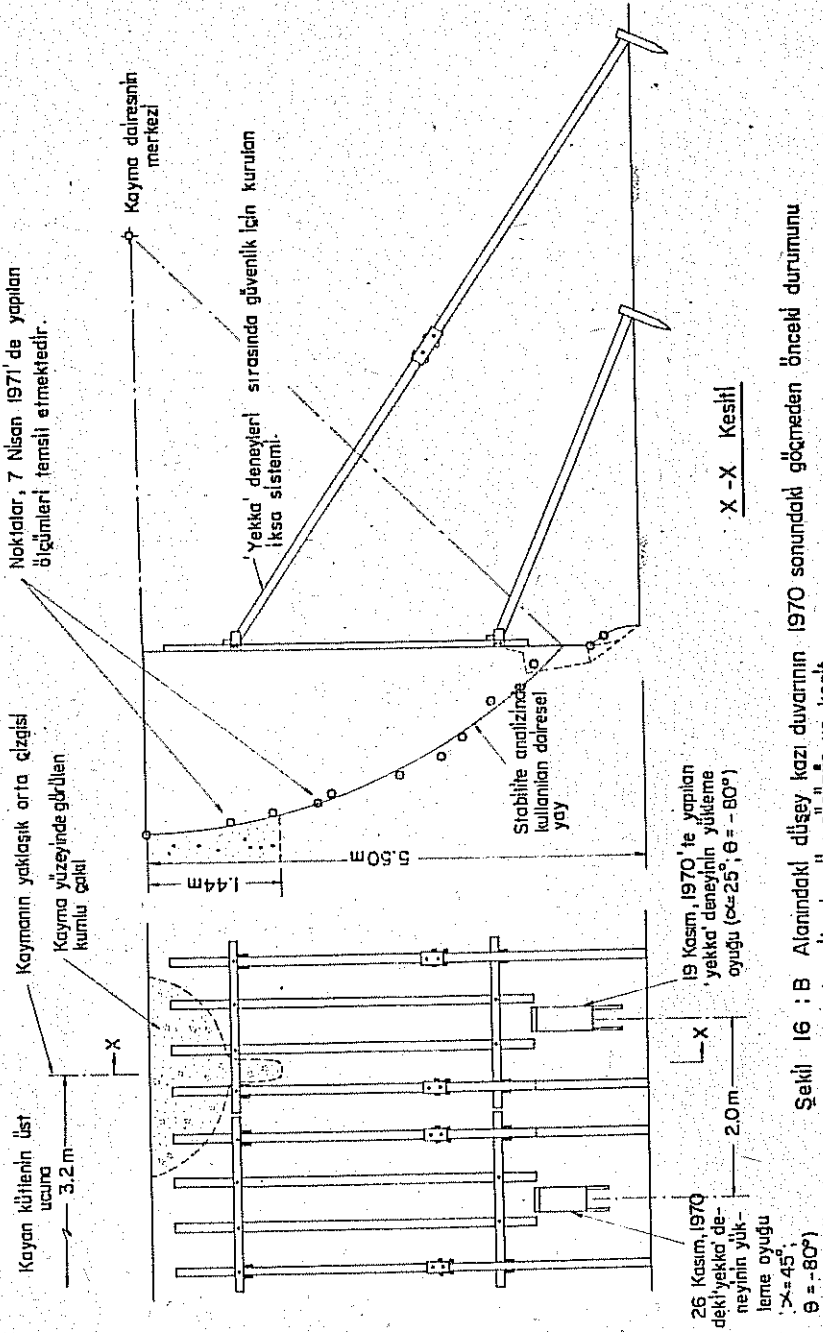 Kayan kütlenin üst
ucuna
3.2 m
Kaymanın yaklaşık orta çizgisi
Kayma yüzeyinde görülen
kumlu çakıl
X
X
2.0m
26 Kasım,1970
deki'yekka' de-
neyinin yük-
leme oyuğu
α=45°,
θ =-80°)
19 Kasım,1970'te yapılan
'yekka' deneyinin yükleme
oyuğu (α=25°; θ = -80°)
Noktalar, 7 Nisan 1971' de yapılan
ölçümleri temsil etmektedir.
Kayma dairesinin
merkezi
'Yekka' deneyleri sırasında güvenlik için kurulan
iksa sistemi.
1.44m
5.50m
Stabilite analizinde
kullanılan dairesel
yay
X -X Kesiti
Şekil 16 : B Alanındaki düşey kazı duvarının 1970 sonundaki göçmeden önceki durumunu